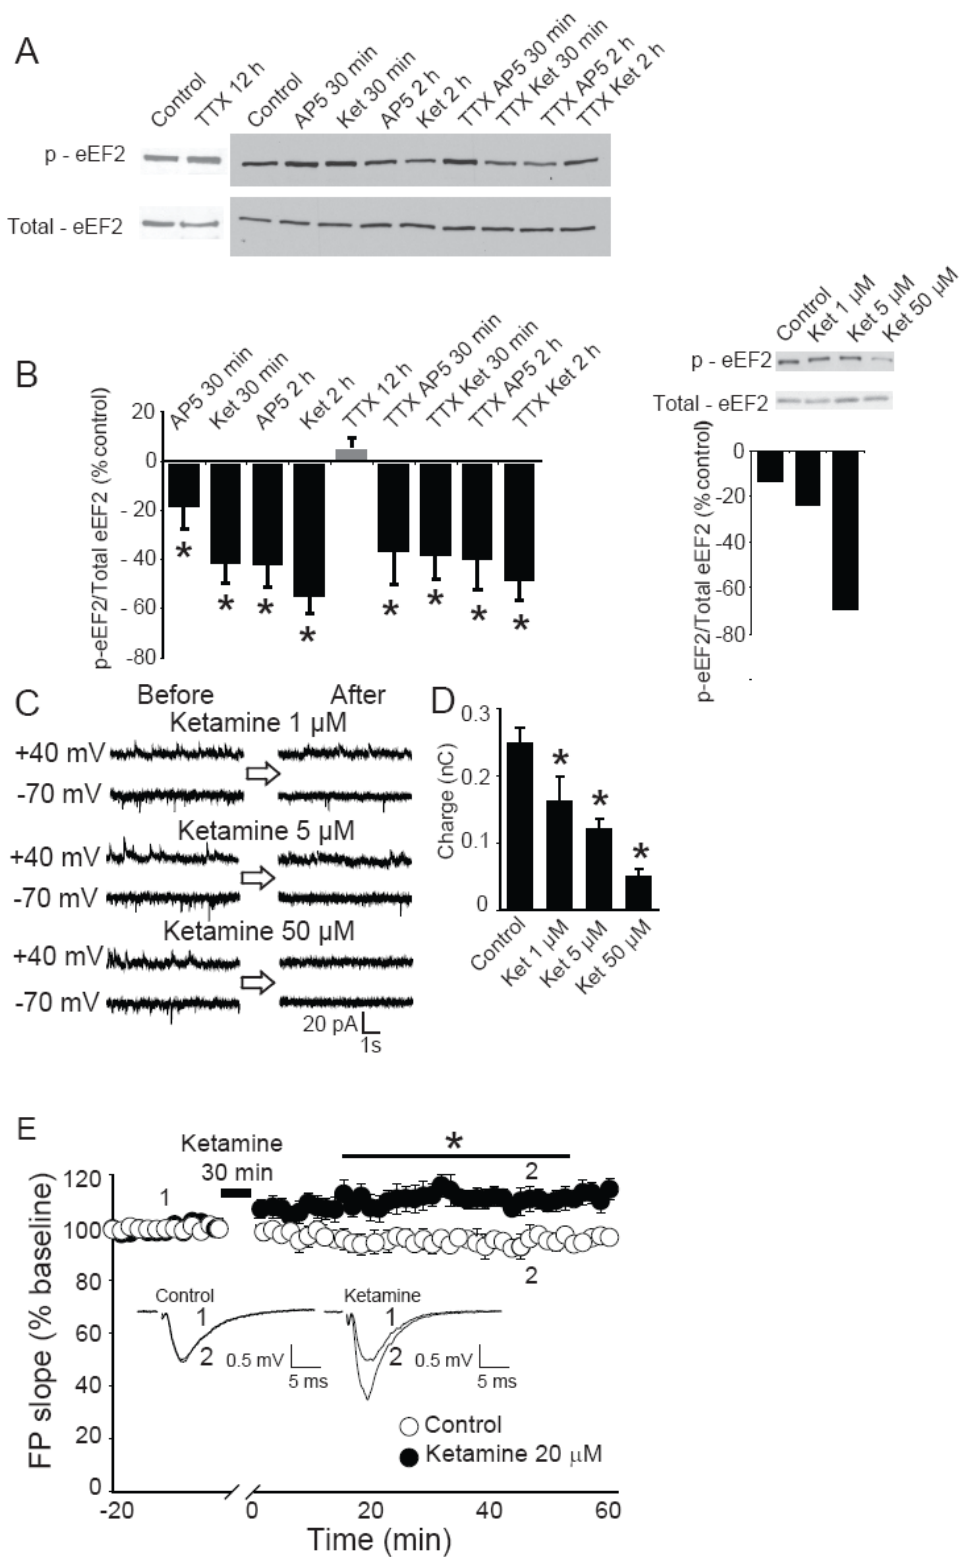 A
Control
TTX 12 h
Control
AP5 30 min
Ket 30 min
AP5 2 h
Ket 2 h
TTX AP5 30 min
TTX Ket 30 min
TTX AP5 2 h
TTX Ket 2 h
p - eEF2
Total - eEF2
B
AP5 30 min
Ket 30 min
AP5 2 h
Ket 2 h
TTX 12 h
TTX AP5 30 min
TTX Ket 30 min
TTX AP5 2 h
TTX Ket 2 h
p-eEF2/Total eEF2 (% control)
20
0
- 20
- 40
- 60
-80
* * * * * * * *
Control
Ket 1 µM
Ket 5 µM
Ket 50 µM
p - eEF2
Total - eEF2
p-eEF2/Total eEF2 (% control)
0
-20
-40
-60
-80
C
Before After
Ketamine 1 µM
+40 mV
-70 mV
Ketamine 5 µM
+40 mV
-70 mV
Ketamine 50 µM
+40 mV
-70 mV
20 pA
1s
D
Charge (nC)
0.3
0.2
0.1
0
* * *
Control
Ket 1 µM
Ket 5 µM
Ket 50 µM
E
Ketamine
30 min
*
1
2
2
FP slope (% baseline)
120
100
80
60
40
20
0
Control
1
2
0.5 mV
5 ms
Ketamine
1
2
0.5 mV
5 ms
Control
Ketamine 20 µM
-20 0 20 40 60
Time (min)